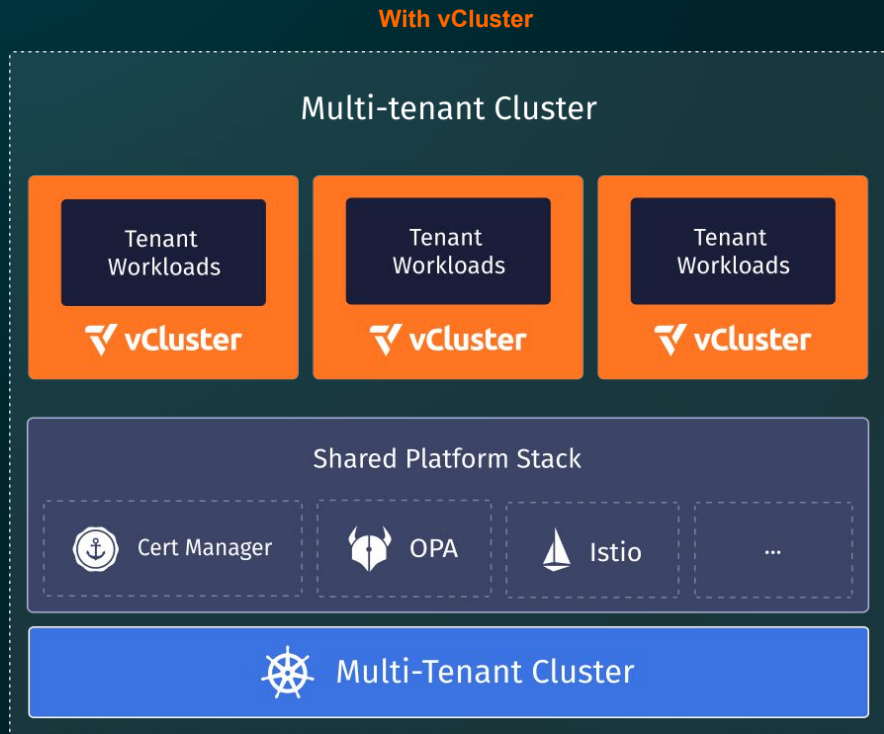 With vCluster
Multi-tenant Cluster
Tenant
Workloads
vCluster
Tenant
Workloads
vCluster
Tenant
Workloads
vCluster
Shared Platform Stack
Cert Manager
OPA
Istio
...
Multi-Tenant Cluster